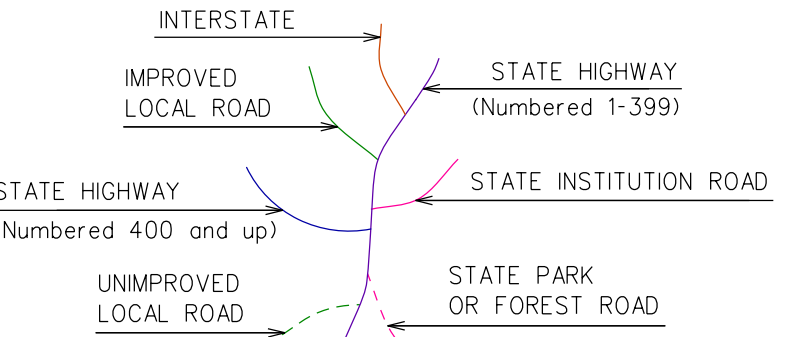 INTERSTATE
IMPROVED
LOCAL ROAD
STATE HIGHWAY
(Numbered 1-399)
STATE HIGHWAY
Numbered 400 and up)
STATE INSTITUTION ROAD
UNIMPROVED
LOCAL ROAD
STATE PARK
OR FOREST ROAD